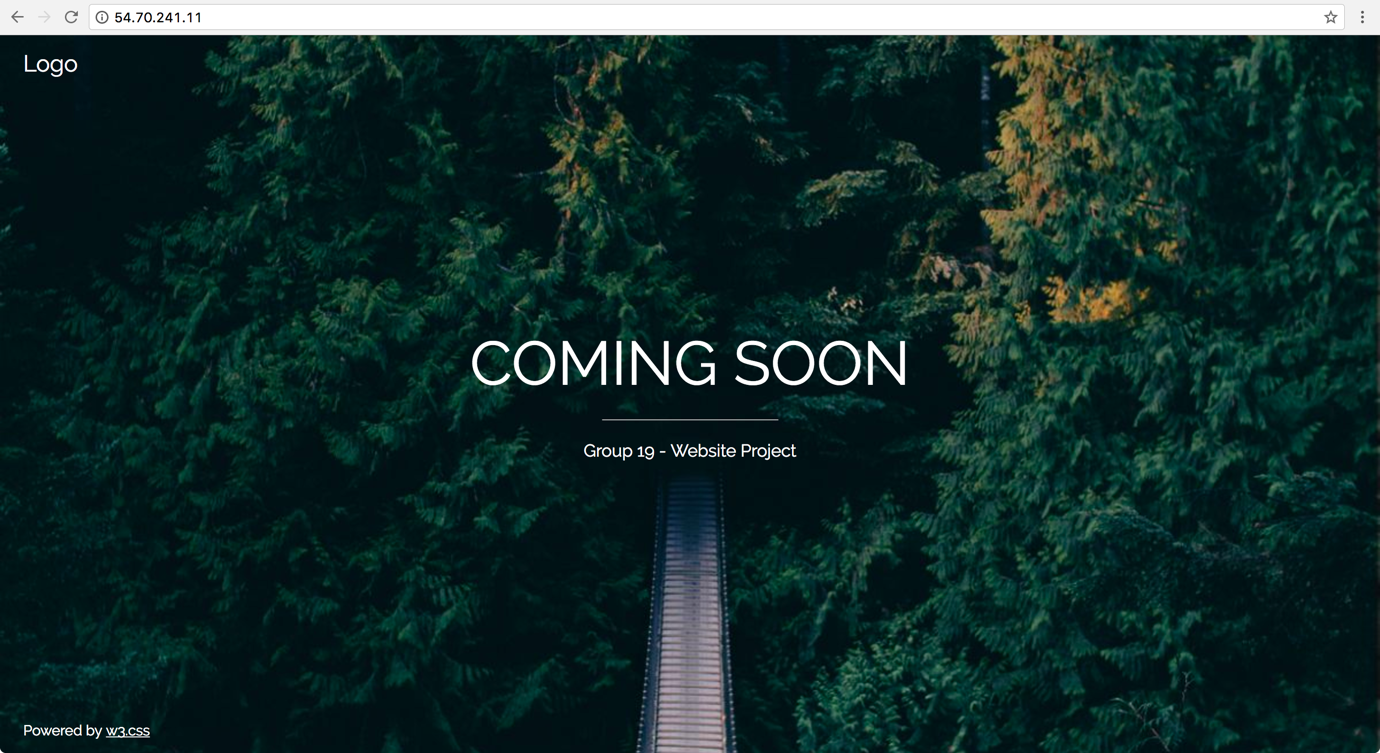 54.70.241.11
Logo
COMING SOON
Group 19 - Website Project
Powered by w3.css